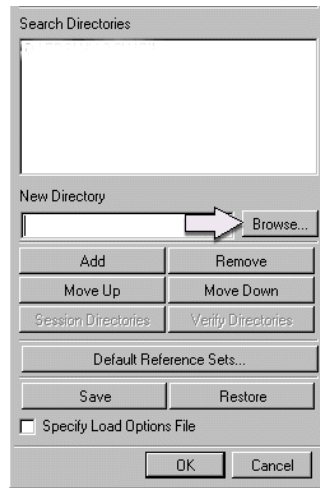 Search Directories
New Directory
Browse...
Add
Remove
Move Up
Move Down
Session Directories
Verify Directories
Default Reference Sets...
Save
Restore
Specify Load Options File
OK
Cancel